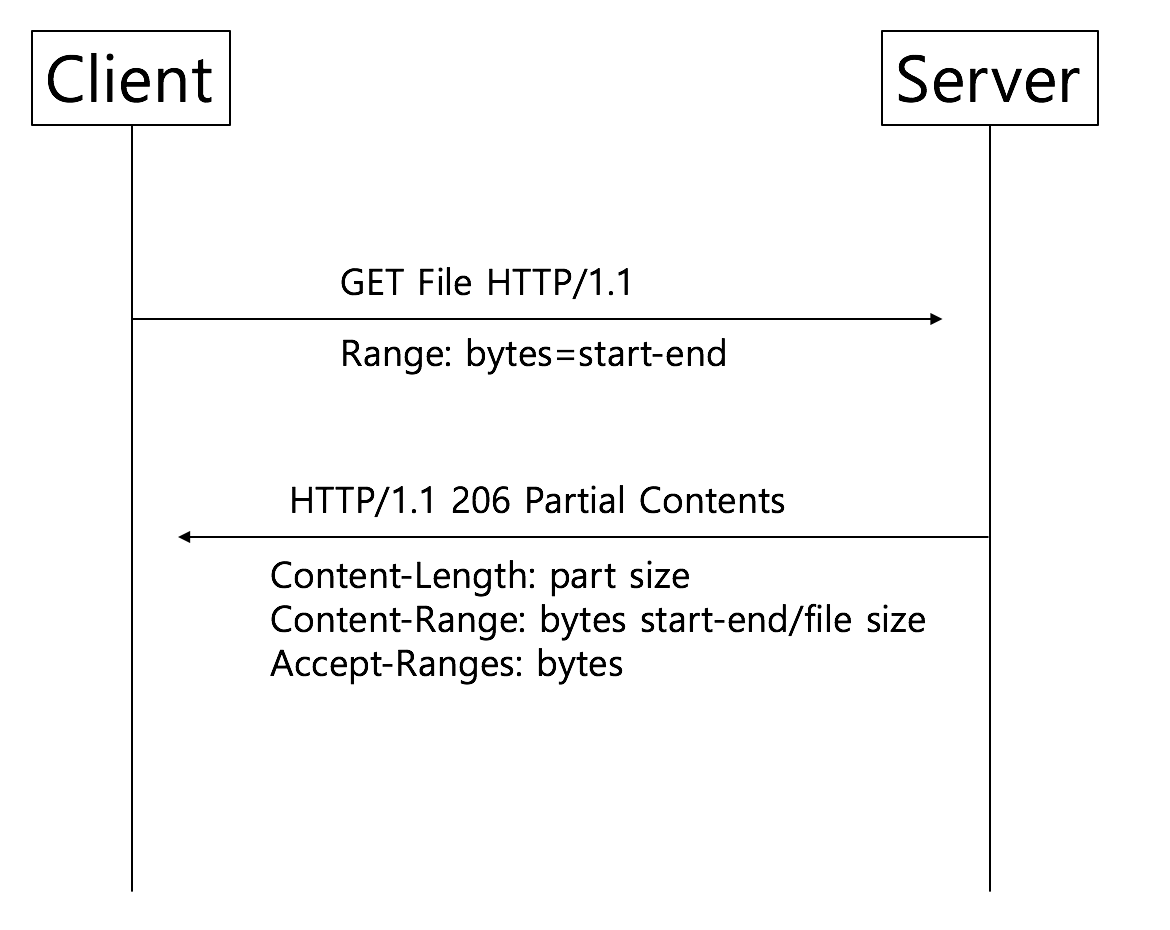 Client
Server
GET File HTTP/1.1
Range: bytes=start-end
HTTP/1.1 206 Partial Contents
Content-Length: part size
Content-Range: bytes start-end/file size
Accept-Ranges: bytes